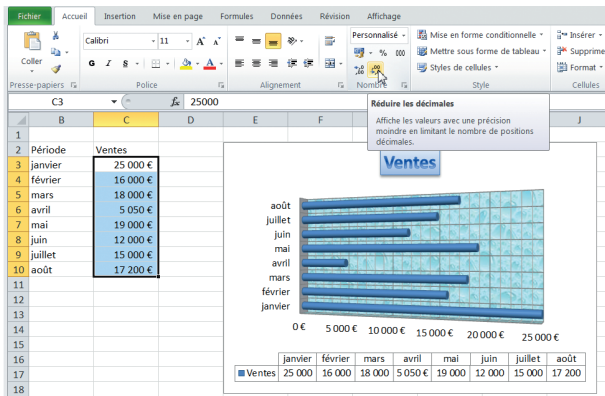 Fichier Accueil Insertion Mise en page Formules Données Révision Affichage
Calibri 11 A A Personnalisé Mise en forme conditionnelle Insérer
% 000 Mettre sous forme de tableau Supprime
Coller G I S A Styles de cellules Format
Presse-papiers Police Alignement Nombre Style Cellules
C3 fx 25000
Réduire les décimales
Affiche les valeurs avec une précision
moindre en limitant le nombre de positions
décimales.
B C D E F J
1
2 Période Ventes
3 janvier 25 000 €
4 février 16 000 €
5 mars 18 000 €
6 avril 5 050 €
7 mai 19 000 €
8 juin 12 000 €
9 juillet 15 000 €
10 août 17 200 €
11
12
13
14
15
16
17
18
Ventes
août
juillet
juin
mai
avril
mars
février
janvier
0 € 5 000 € 10 000 € 15 000 € 20 000 € 25 000 €
janvier février mars avril mai juin juillet août
Ventes 25 000 16 000 18 000 5 050 € 19 000 12 000 15 000 17 200